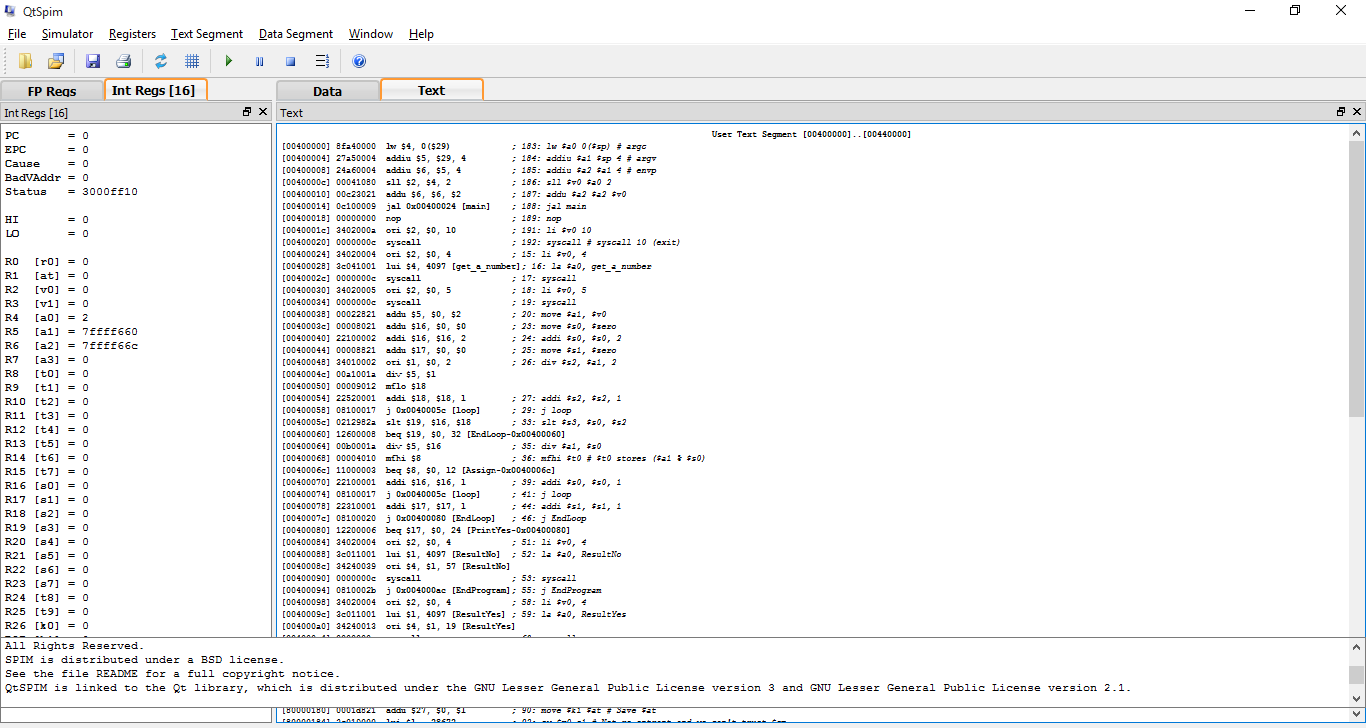 QtSpim
File Simulator Registers Text Segment Data Segment Window Help
FP Regs Int Regs [16] Data Text
Int Regs [16]
PC = 0
EPC = 0
Cause = 0
BadVAddr = 0
Status = 3000ff10
HI = 0
LO = 0
R0 [r0] = 0
R1 [at] = 0
R2 [v0] = 0
R3 [v1] = 0
R4 [a0] = 2
R5 [a1] = 7ffff660
R6 [a2] = 7ffff66c
R7 [a3] = 0
R8 [t0] = 0
R9 [t1] = 0
R10 [t2] = 0
R11 [t3] = 0
R12 [t4] = 0
R13 [t5] = 0
R14 [t6] = 0
R15 [t7] = 0
R16 [s0] = 0
R17 [s1] = 0
R18 [s2] = 0
R19 [s3] = 0
R20 [s4] = 0
R21 [s5] = 0
R22 [s6] = 0
R23 [s7] = 0
R24 [t8] = 0
R25 [t9] = 0
R26 [k0] = 0
Text
User Text Segment [00400000]..[00440000]
[00400000] 8fa40000 lw $4, 0($29) ; 183: lw $a0 0($sp) # argc
[00400004] 27a50004 addiu $5, $29, 4 ; 184: addiu $a1 $sp 4 # argv
[00400008] 24a60004 addiu $6, $5, 4 ; 185: addiu $a2 $a1 4 # envp
[0040000c] 00041080 sll $2, $4, 2 ; 186: sll $v0 $a0 2
[00400010] 00c23021 addu $6, $6, $2 ; 187: addu $a2 $a2 $v0
[00400014] 0c100009 jal 0x00400024 [main] ; 188: jal main
[00400018] 00000000 nop ; 189: nop
[0040001c] 3402000a ori $2, $0, 10 ; 191: li $v0 10
[00400020] 0000000c syscall ; 192: syscall # syscall 10 (exit)
[00400024] 34020004 ori $2, $0, 4 ; 15: li $v0, 4
[00400028] 3c041001 lui $4, 4097 [get_a_number]; 16: la $a0, get_a_number
[0040002c] 0000000c syscall ; 17: syscall
[00400030] 34020005 ori $2, $0, 5 ; 18: li $v0, 5
[00400034] 0000000c syscall ; 19: syscall
[00400038] 00022821 addu $5, $0, $2 ; 20: move $a1, $v0
[0040003c] 00008021 addu $16, $0, $0 ; 23: move $s0, $zero
[00400040] 22100002 addi $16, $16, 2 ; 24: addi $s0, $s0, 2
[00400044] 00008821 addu $17, $0, $0 ; 25: move $s1, $zero
[00400048] 34010002 ori $1, $0, 2 ; 26: div $s2, $a1, 2
[0040004c] 00a1001a div $5, $1
[00400050] 00009012 mflo $18
[00400054] 22520001 addi $18, $18, 1 ; 27: addi $s2, $s2, 1
[00400058] 08100017 j 0x0040005c [loop] ; 29: j loop
[0040005c] 0212982a slt $19, $16, $18 ; 33: slt $s3, $s0, $s2
[00400060] 12600008 beq $19, $0, 32 [EndLoop-0x00400060]
[00400064] 00b0001a div $5, $16 ; 35: div $a1, $s0
[00400068] 00004010 mfhi $8 ; 36: mfhi $t0 # $t0 stores ($a1 % $s0)
[0040006c] 11000003 beq $8, $0, 12 [Assign-0x0040006c]
[00400070] 22100001 addi $16, $16, 1 ; 39: addi $s0, $s0, 1
[00400074] 08100017 j 0x0040005c [loop] ; 41: j loop
[00400078] 22310001 addi $17, $17, 1 ; 44: addi $s1, $s1, 1
[0040007c] 08100020 j 0x00400080 [EndLoop] ; 46: j EndLoop
[00400080] 12200006 beq $17, $0, 24 [PrintYes-0x00400080]
[00400084] 34020004 ori $2, $0, 4 ; 51: li $v0, 4
[00400088] 3c011001 lui $1, 4097 [ResultNo] ; 52: la $a0, ResultNo
[0040008c] 34240039 ori $4, $1, 57 [ResultNo]
[00400090] 0000000c syscall ; 53: syscall
[00400094] 0810002b j 0x004000ac [EndProgram]; 55: j EndProgram
[00400098] 34020004 ori $2, $0, 4 ; 58: li $v0, 4
[0040009c] 3c011001 lui $1, 4097 [ResultYes] ; 59: la $a0, ResultYes
[004000a0] 34240013 ori $4, $1, 19 [ResultYes]
All Rights Reserved.
SPIM is distributed under a BSD license.
See the file README for a full copyright notice.
QtSPIM is linked to the Qt library, which is distributed under the GNU Lesser General Public License version 3 and GNU Lesser General Public License version 2.1.
[80000180] 0001d821 addu $27, $0, $1 ; 90: move $k1 $at # Save $at